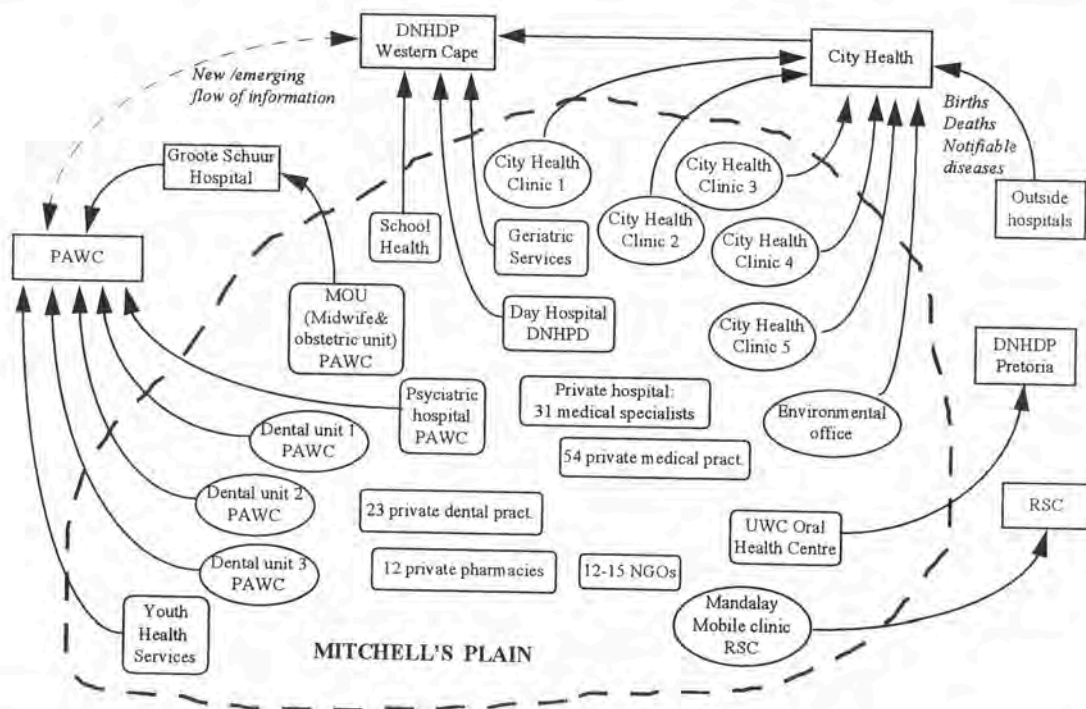 DNHDP
Western Cape
City Health
New /emerging
flow of information
Births
Deaths
Notifiable
diseases
Groote Schuur
Hospital
City Health
Clinic 1
City Health
Clinic 3
Outside
hospitals
School
Health
Geriatric
Services
City Health
Clinic 2
City Health
Clinic 4
PAWC
MOU
(Midwife&
obstetric unit)
PAWC
Day Hospital
DNHPD
City Health
Clinic 5
DNHDP
Pretoria
Psyciatric
hospital
PAWC
Private hospital:
31 medical specialists
Environmental
office
Dental unit 1
PAWC
54 private medical pract.
Dental unit 2
PAWC
23 private dental pract.
UWC Oral
Health Centre
RSC
Dental unit 3
PAWC
12 private pharmacies
12-15 NGOs
Youth
Health
Services
Mandalay
Mobile clinic
RSC
MITCHELL'S PLAIN